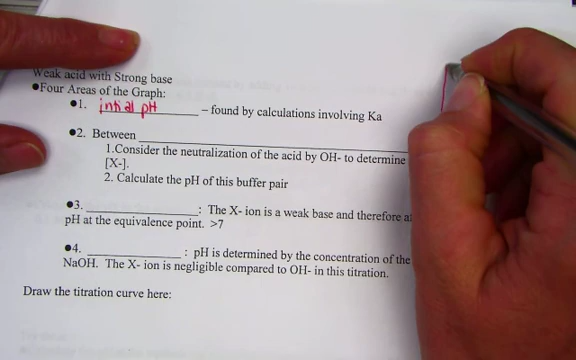 Weak acid with Strong base
●Four Areas of the Graph:
●1. intial pH – found by calculations involving Ka
●2. Between
1.Consider the neutralization of the acid by OH- to determine
[X-].
2. Calculate the pH of this buffer pair
●3. ____________: The X- ion is a weak base and therefore
pH at the equivalence point. >7
●4. ____________ : pH is determined by the concentration of the
NaOH. The X- ion is negligible compared to OH- in this titration.
Draw the titration curve here: